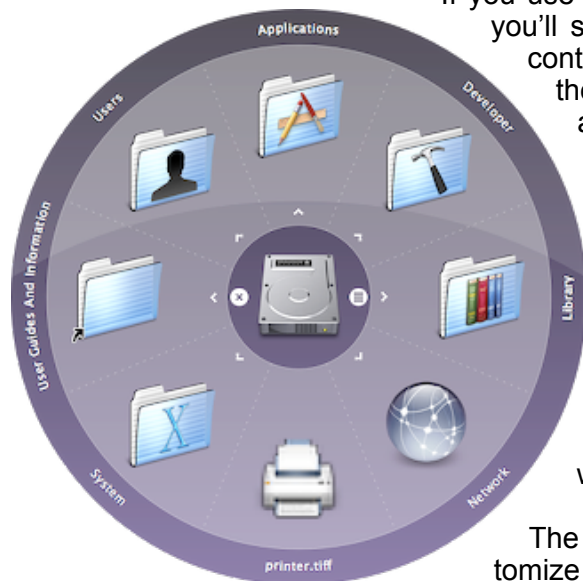 If you use
you'll s
cont
the
a
Applications
Users
Developer
User Guides And Information
Library
System
Network
printer.tiff
w
The
tomize